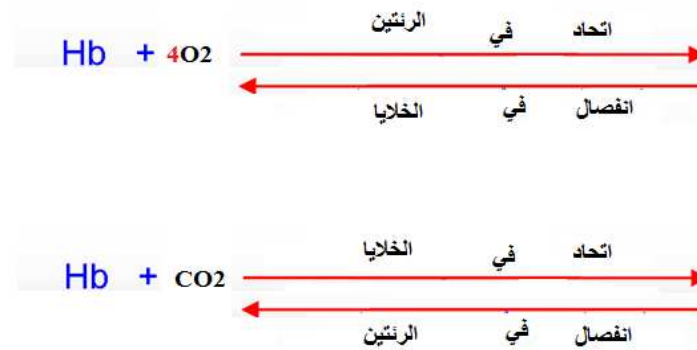 اتحاد في الرئتين
Hb + 4O2
انفصال في الخلايا
اتحاد في الخلايا
Hb + CO2
انفصال في الرئتين